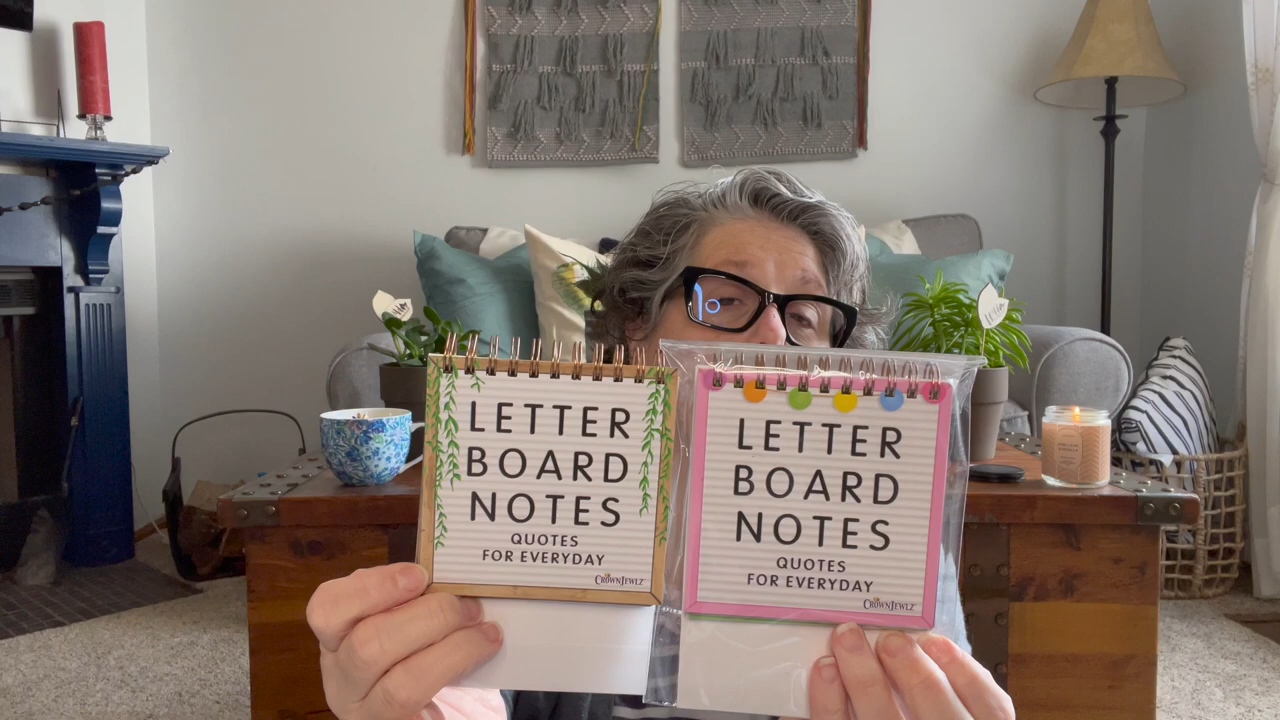 LETTER
BOARD
NOTES
QUOTES
FOR EVERYDAY
CROWNJEWLZ
LETTER
BOARD
NOTES
QUOTES
FOR EVERYDAY
CROWNJEWLZ